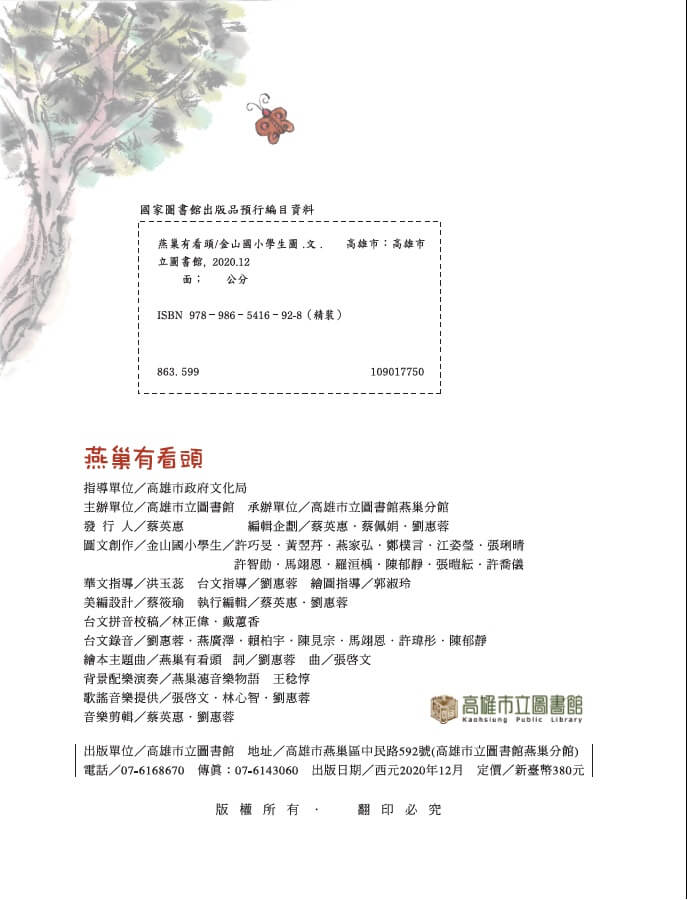 國家圖書館出版品預行編目資料
燕巢有看頭/金山國小學生圖.文.　高雄市：高雄市
立圖書館, 2020.12
面；　公分
ISBN 978-986-5416-92-8（精裝）
863.599　109017750
燕巢有看頭
指導單位／高雄市政府文化局
主辦單位／高雄市立圖書館　承辦單位／高雄市立圖書館燕巢分館
發 行 人／蔡英惠　編輯企劃／蔡英惠‧蔡佩娟‧劉惠蓉
圖文創作／金山國小學生／許巧旻‧黃翌苒‧燕家弘‧鄭樸言‧江姿瑩‧張琍晴
許智勛‧馬翊恩‧羅洹楀‧陳郁靜‧張暟紜‧許喬儀
華文指導／洪玉蕊　台文指導／劉惠蓉　繪圖指導／郭淑玲
美編設計／蔡筱瑜　執行編輯／蔡英惠‧劉惠蓉
台文拼音校稿／林正偉‧戴蕙香
台文錄音／劉惠蓉‧燕廣澤‧賴柏宇‧陳見宗‧馬翊恩‧許瑋彤‧陳郁靜
繪本主題曲／燕巢有看頭　詞／劉惠蓉　曲／張啓文
背景配樂演奏／燕巢滬音樂物語　王稔惇
歌謠音樂提供／張啓文‧林心智‧劉惠蓉
音樂剪輯／蔡英惠‧劉惠蓉
高雄市立圖書館
Kaohsiung Public Library
出版單位／高雄市立圖書館　地址／高雄市燕巢區中民路592號(高雄市立圖書館燕巢分館)
電話／07-6168670　傳眞：07-6143060　出版日期／西元2020年12月　定價／新臺幣380元
版 權 所 有 ‧　翻 印 必 究